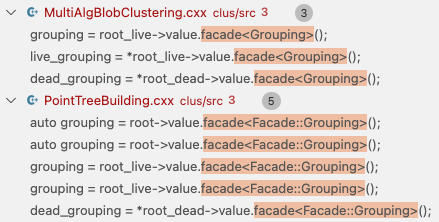 MultiAlgBlobClustering.cxx clus/src 3 3
grouping = root_live->value.facade<Grouping>();
live_grouping = *root_live->value.facade<Grouping>();
dead_grouping = *root_dead->value.facade<Grouping>();
PointTreeBuilding.cxx clus/src 3 5
auto grouping = root->value.facade<Facade::Grouping>();
auto grouping = root->value.facade<Facade::Grouping>();
grouping = root_live->value.facade<Facade::Grouping>();
grouping = root_live->value.facade<Facade::Grouping>();
dead_grouping = *root_dead->value.facade<Facade::Grouping>();